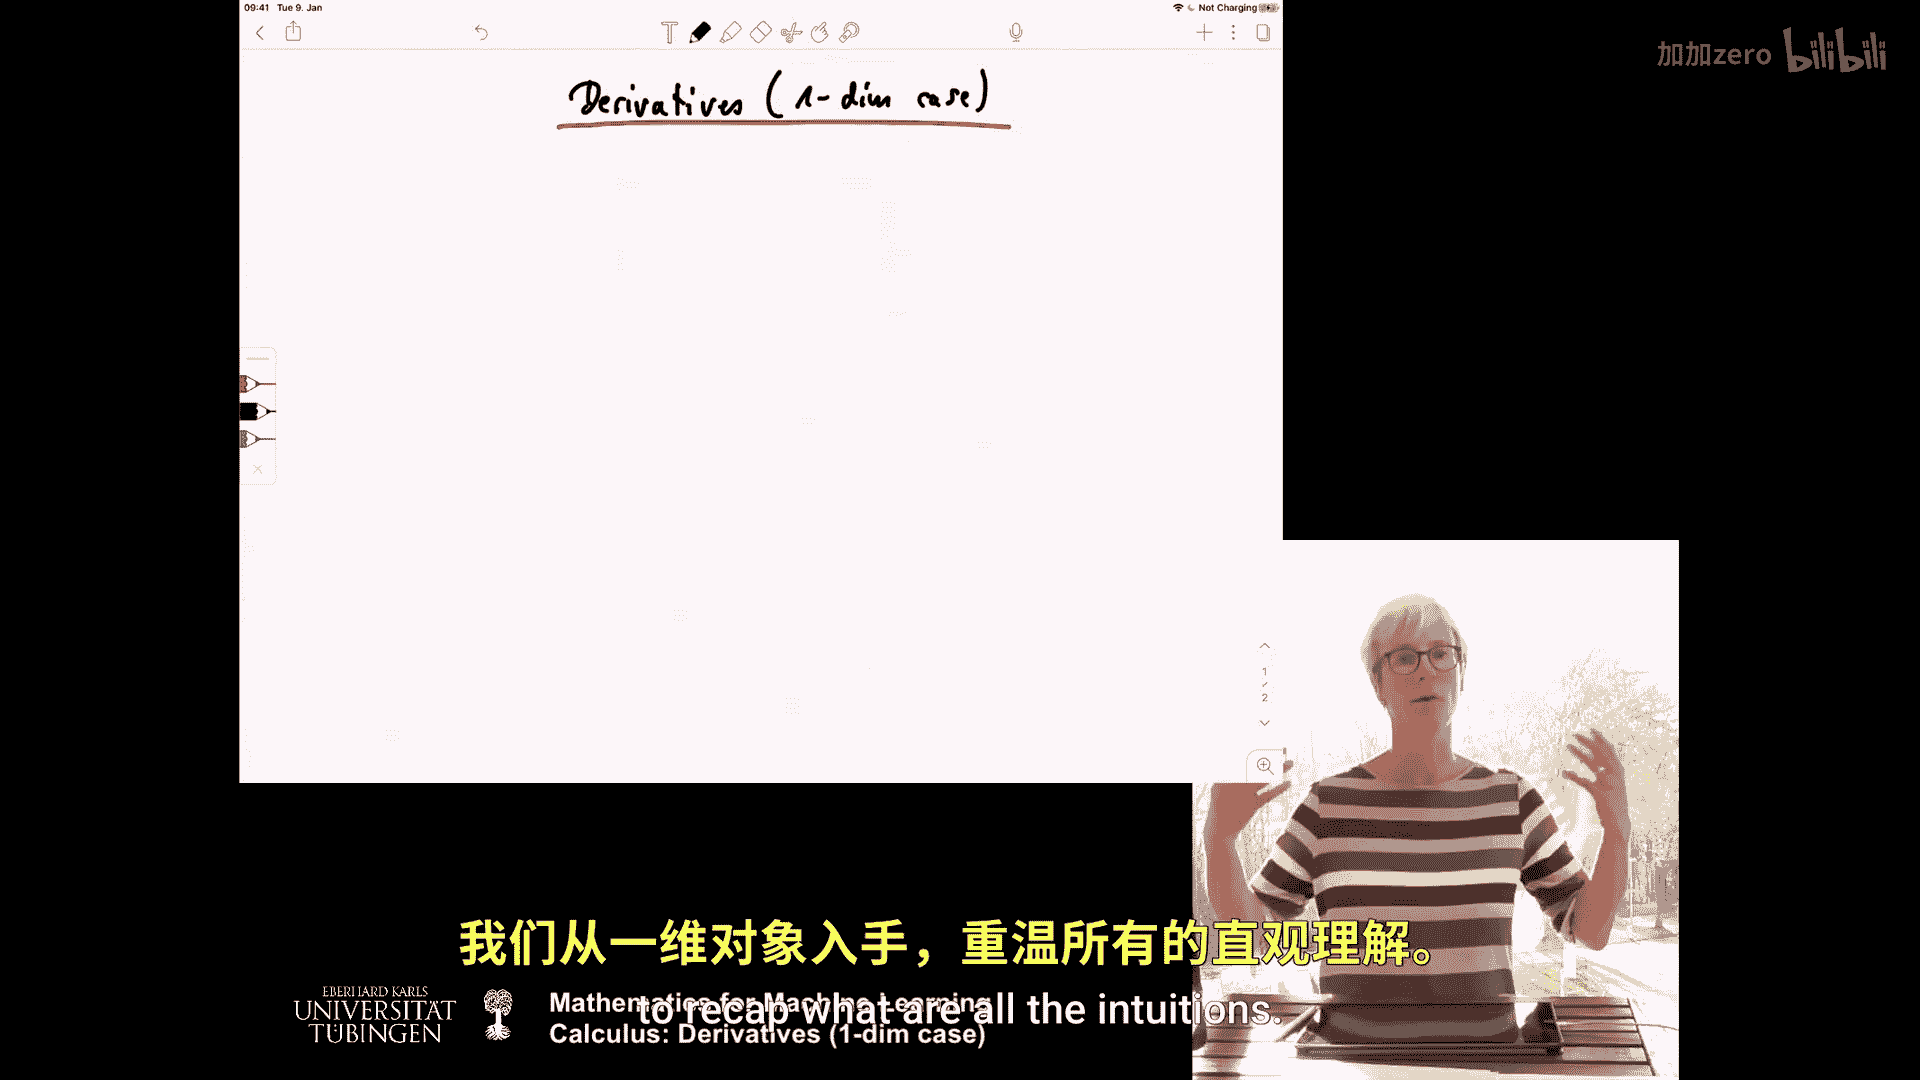 09:41 Tue 9. Jan
Not Charging
加加zero bilibili
Derivatives (1-dim case)
1
2
我们从一维对象入手，重温所有的直观理解。
to recap what are all the intuitions.
EBERHARD KARLS
UNIVERSITÄT
TÜBINGEN
Mathematics for Machine Learning
Calculus: Derivatives (1-dim case)